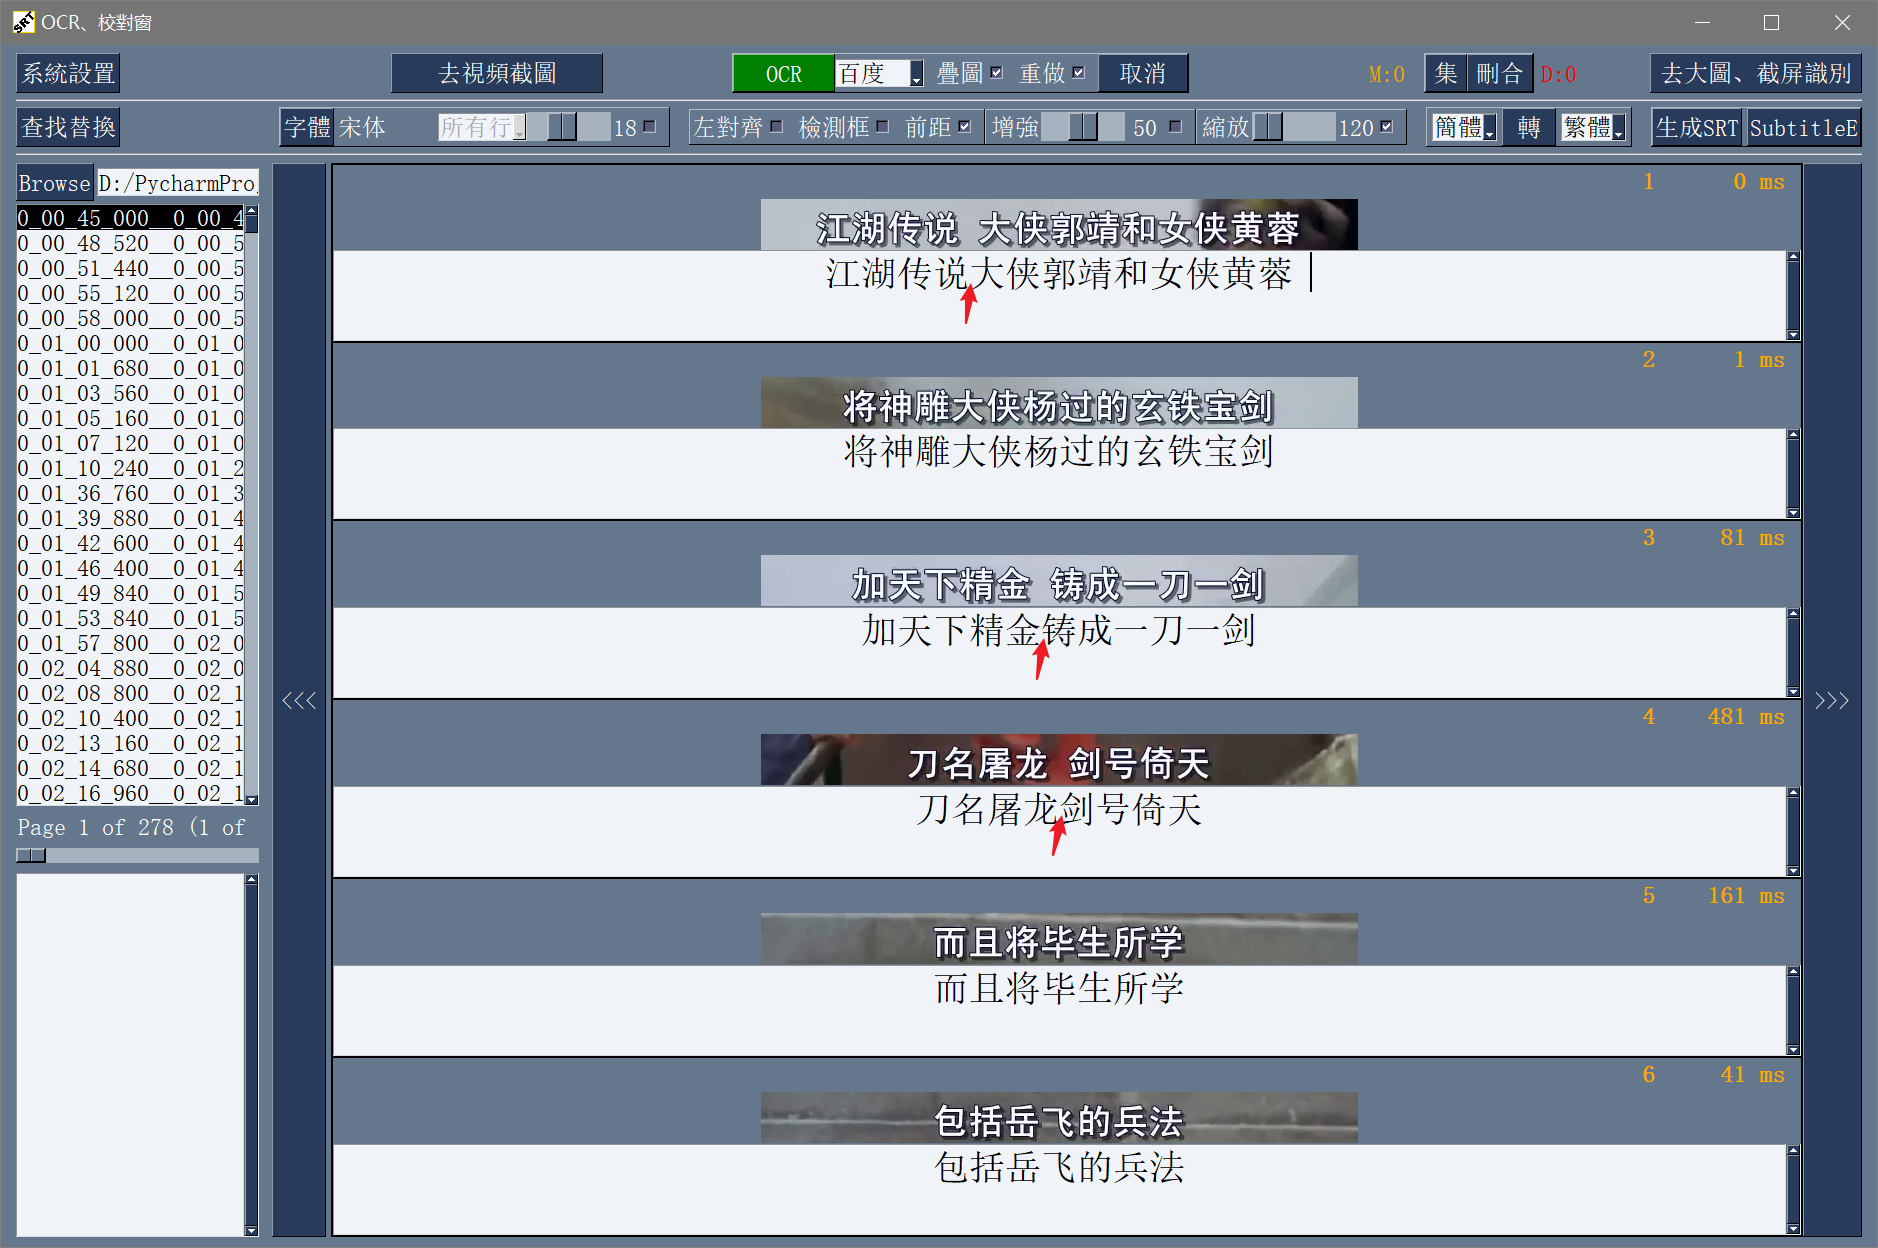 SRT OCR、校對窗
系統設置 去視頻截圖 OCR 百度 疊圖 重做 取消 M:0 集 刪合 D:0 去大圖、截屏識別
查找替換 字體 宋体 所有行 18 左對齊 檢測框 前距 增強 50 縮放 120 簡體 轉 繁體 生成SRT SubtitleE
Browse D:/PycharmPro
0_00_45_000__0_00_4
0_00_48_520__0_00_5
0_00_51_440__0_00_5
0_00_55_120__0_00_5
0_00_58_000__0_00_5
0_01_00_000__0_01_0
0_01_01_680__0_01_0
0_01_03_560__0_01_0
0_01_05_160__0_01_0
0_01_07_120__0_01_0
0_01_10_240__0_01_2
0_01_36_760__0_01_3
0_01_39_880__0_01_4
0_01_42_600__0_01_4
0_01_46_400__0_01_4
0_01_49_840__0_01_5
0_01_53_840__0_01_5
0_01_57_800__0_02_0
0_02_04_880__0_02_0
0_02_08_800__0_02_1
0_02_10_400__0_02_1
0_02_13_160__0_02_1
0_02_14_680__0_02_1
0_02_16_960__0_02_1
Page 1 of 278 (1 of
<<<
1 0 ms
江湖传说 大侠郭靖和女侠黄蓉
江湖传说大侠郭靖和女侠黄蓉
2 1 ms
将神雕大侠杨过的玄铁宝剑
将神雕大侠杨过的玄铁宝剑
3 81 ms
加天下精金 铸成一刀一剑
加天下精金铸成一刀一剑
4 481 ms
刀名屠龙 剑号倚天
刀名屠龙剑号倚天
5 161 ms
而且将毕生所学
而且将毕生所学
6 41 ms
包括岳飞的兵法
包括岳飞的兵法
>>>